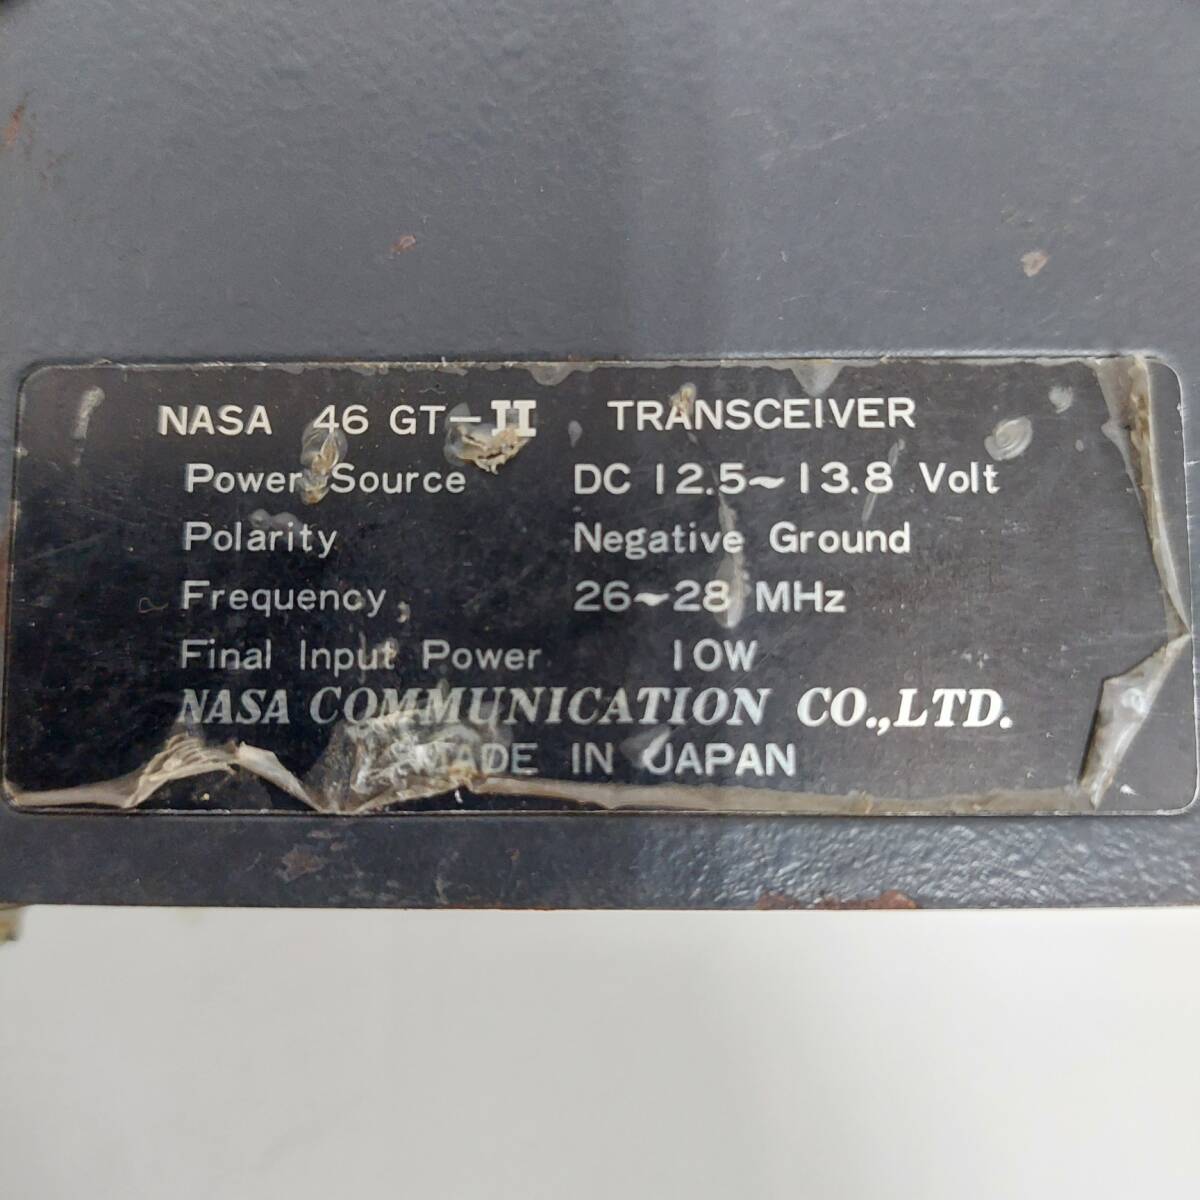 NASA 46 GT-II TRANSCEIVER
Power Source DC 12.5~13.8 Volt
Polarity Negative Ground
Frequency 26~28 MHz
Final Input Power 10W
NASA COMMUNICATION CO.,LTD.
MADE IN JAPAN